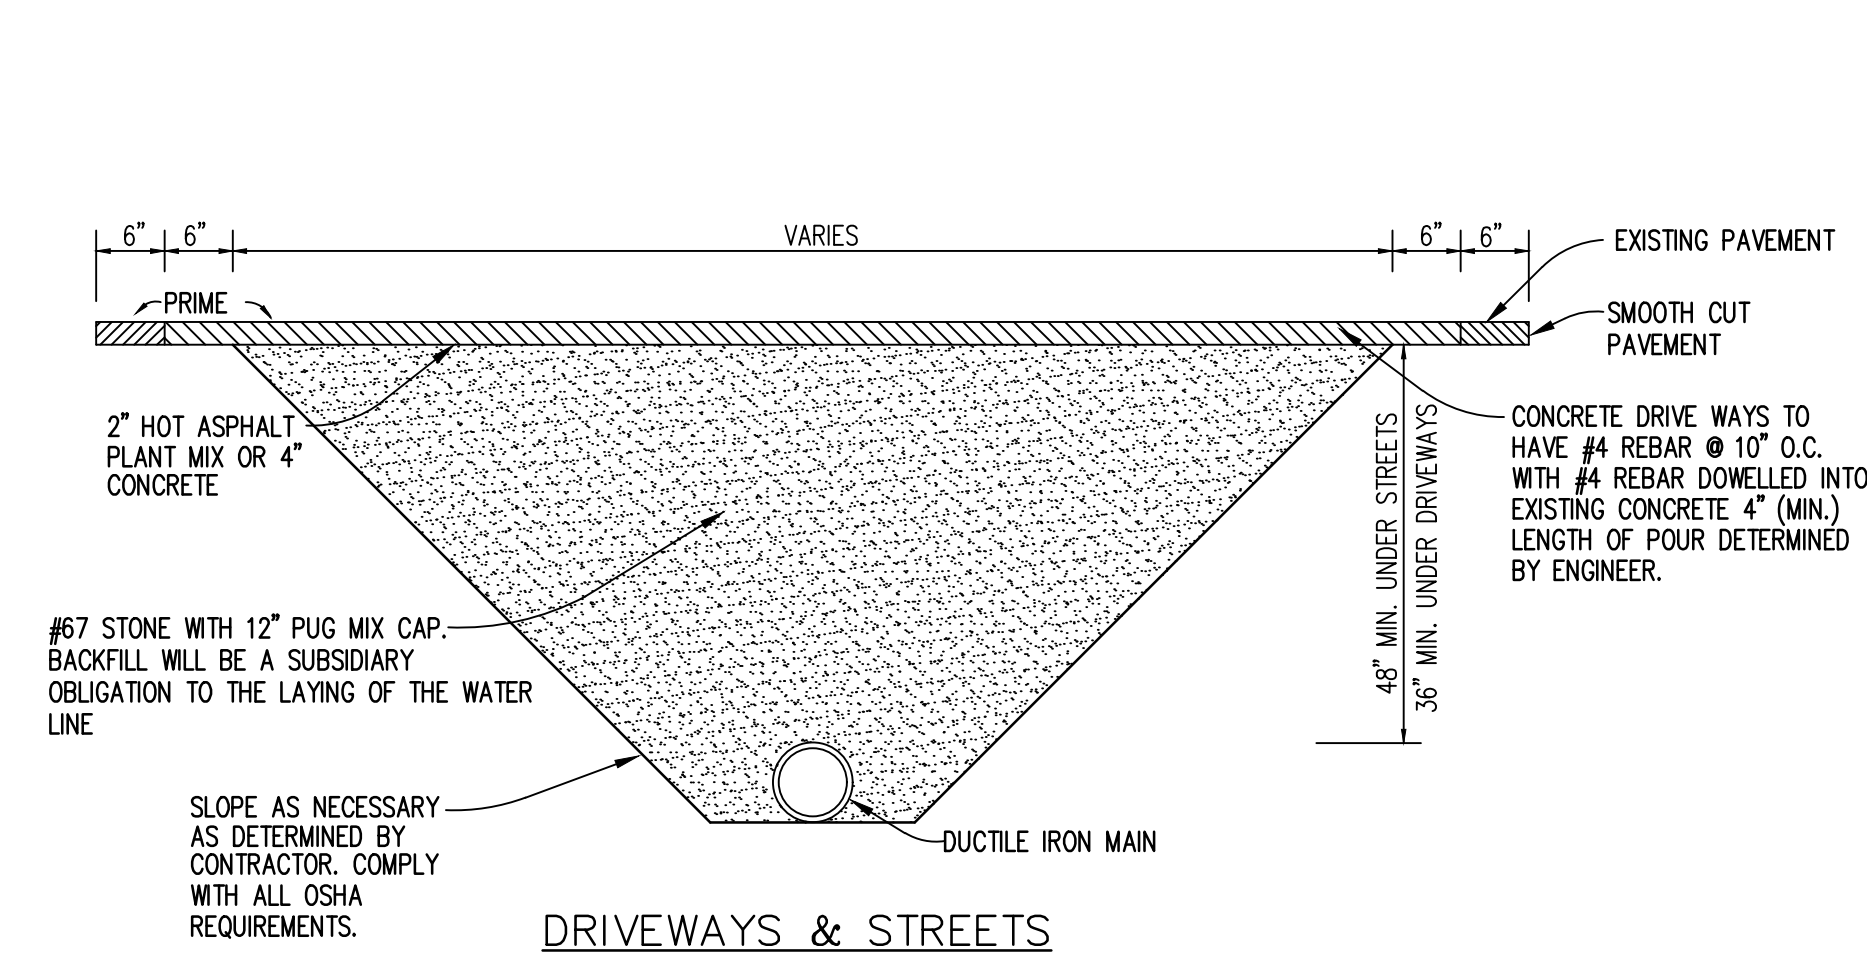 6" 6" VARIES 6" 6"
EXISTING PAVEMENT
PRIME
SMOOTH CUT
PAVEMENT
2" HOT ASPHALT
PLANT MIX OR 4"
CONCRETE
48" MIN. UNDER STREETS
36" MIN. UNDER DRIVEWAYS
CONCRETE DRIVE WAYS TO
HAVE #4 REBAR @ 10" O.C.
WITH #4 REBAR DOWELLED INTO
EXISTING CONCRETE 4" (MIN.)
LENGTH OF POUR DETERMINED
BY ENGINEER.
#67 STONE WITH 12" PUG MIX CAP.
BACKFILL WILL BE A SUBSIDIARY
OBLIGATION TO THE LAYING OF THE WATER
LINE
SLOPE AS NECESSARY
AS DETERMINED BY
CONTRACTOR. COMPLY
WITH ALL OSHA
REQUIREMENTS.
DUCTILE IRON MAIN
DRIVEWAYS & STREETS